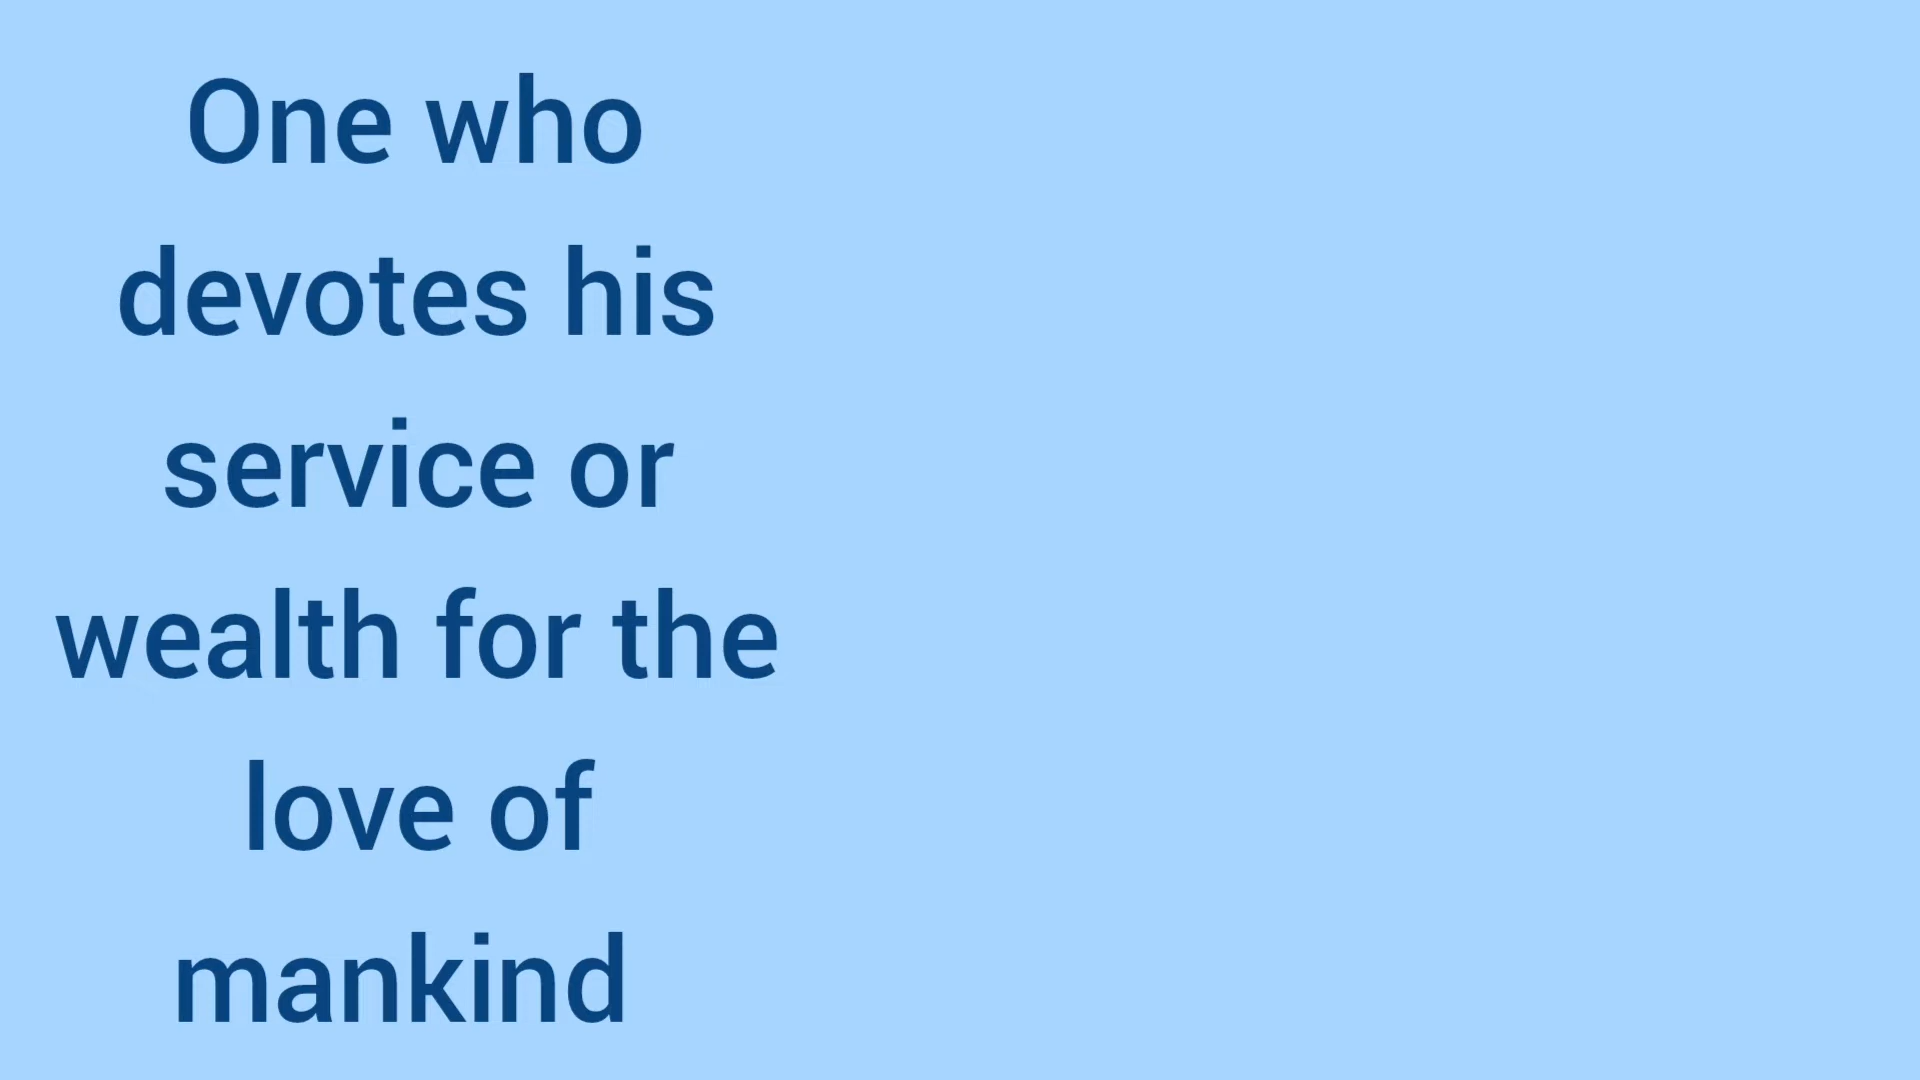 One who
devotes his
service or
wealth for the
love of
mankind